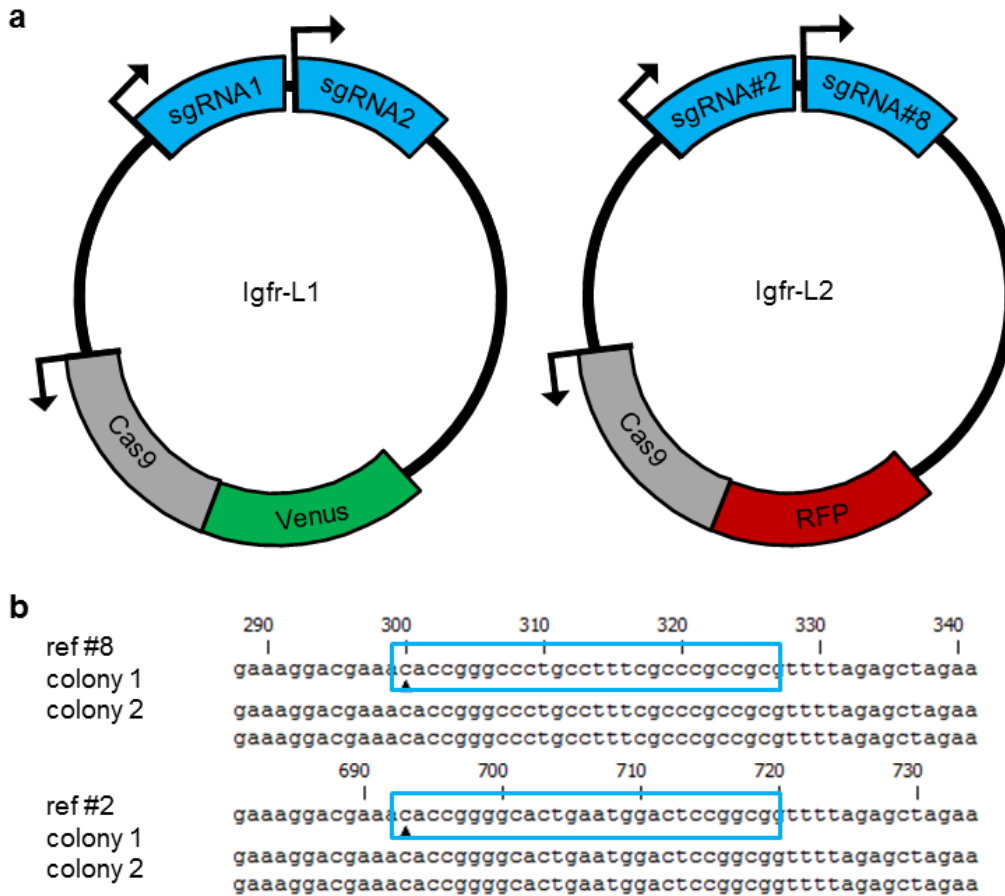 a
sgRNA1
sgRNA2
Igfr-L1
Cas9
Venus
sgRNA#2
sgRNA#8
Igfr-L2
Cas9
RFP
b
290 300 310 320 330 340
ref #8
gaaaggacgaaacaccgggccctgcctttcgcccgccgcgttttagagctagaa
colony 1
gaaaggacgaaacaccgggccctgcctttcgcccgccgcgttttagagctagaa
colony 2
gaaaggacgaaacaccgggccctgcctttcgcccgccgcgttttagagctagaa
690 700 710 720 730
ref #2
gaaaggacgaaacaccggggcactgaatggactccggcggttttagagctagaa
colony 1
gaaaggacgaaacaccggggcactgaatggactccggcggttttagagctagaa
colony 2
gaaaggacgaaacaccggggcactgaatggactccggcggttttagagctagaa